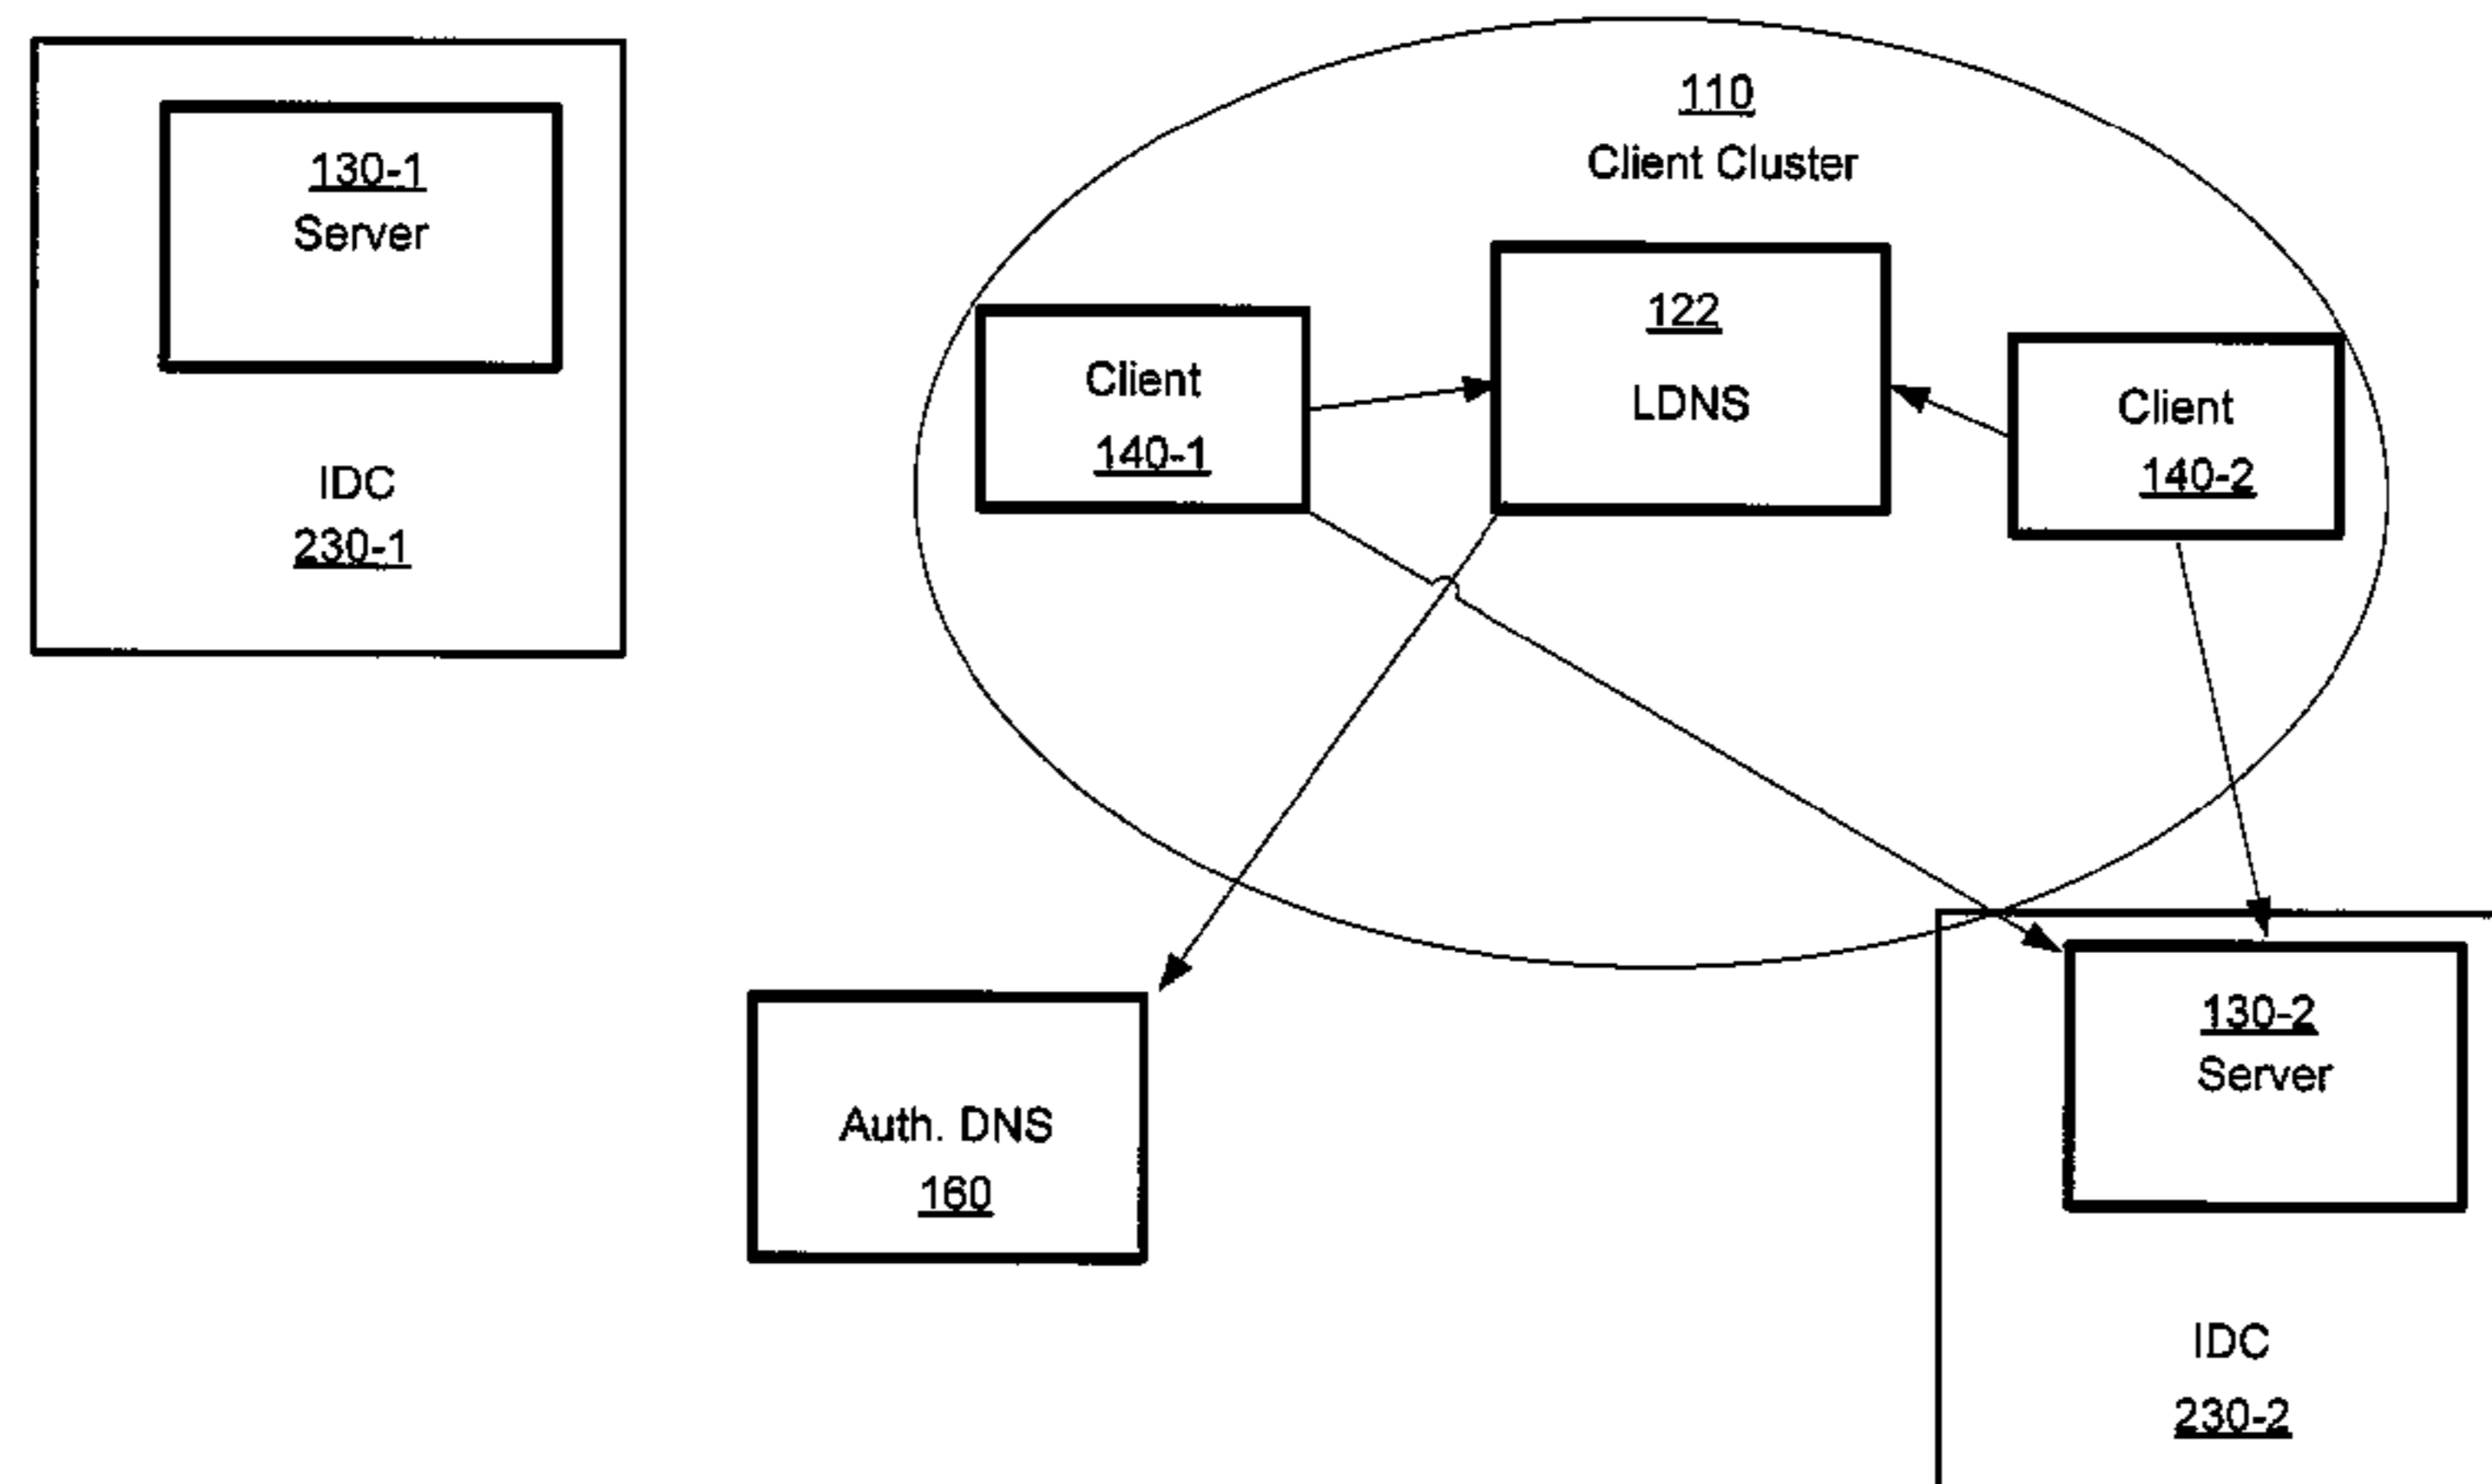 130-1
Server
IDC
230-1
110
Client Cluster
Client
140-1
122
LDNS
Client
140-2
Auth. DNS
160
130-2
Server
IDC
230-2